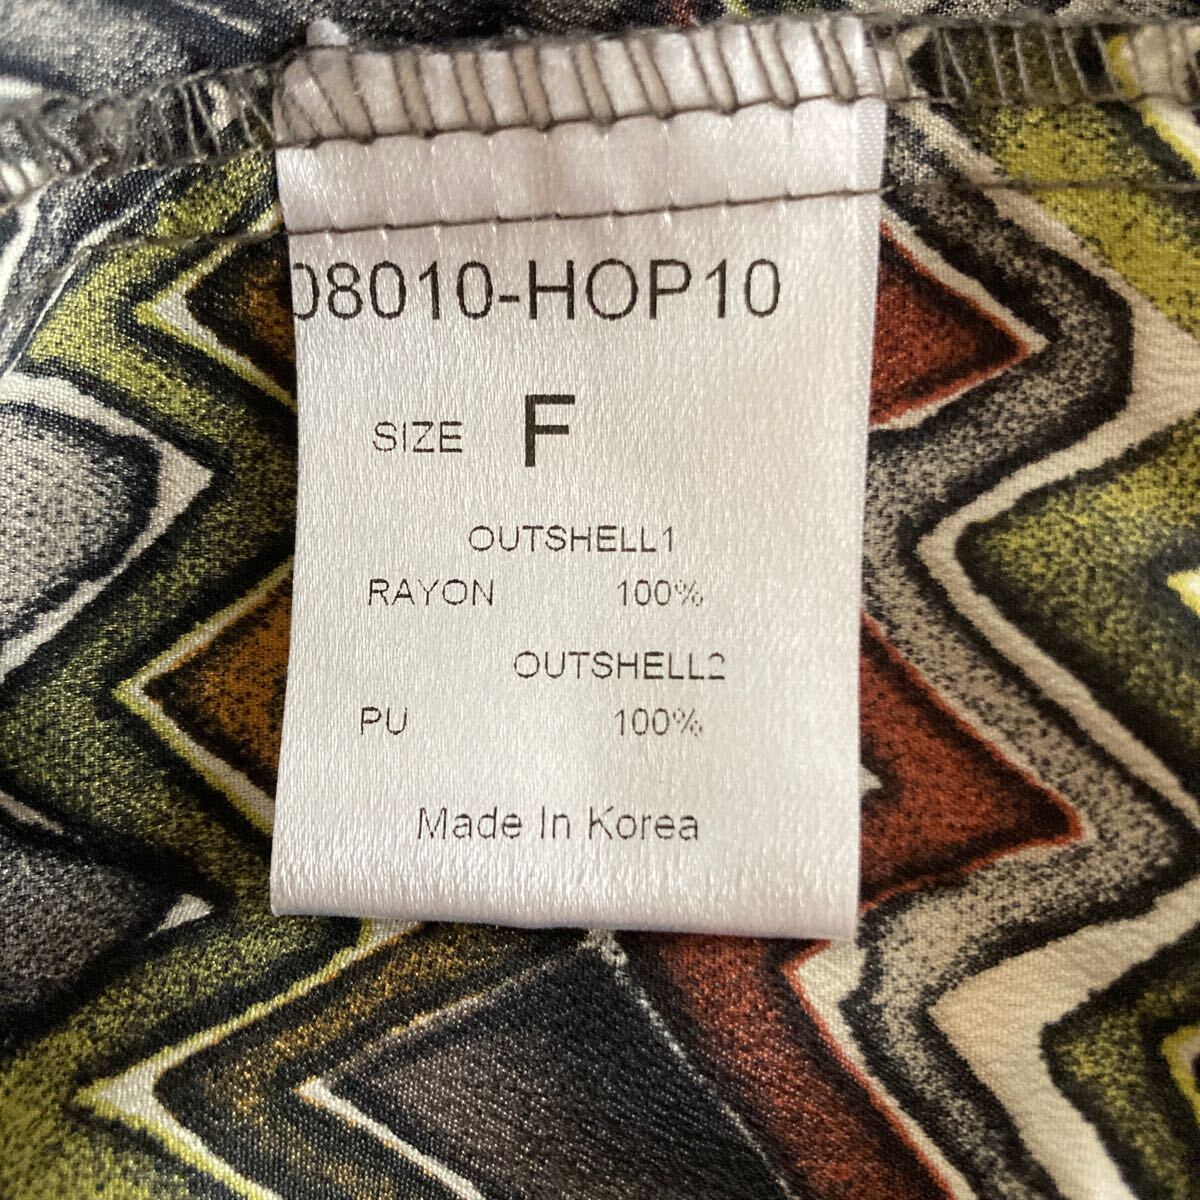 08010-HOP10
SIZE F
OUTSHELL1
RAYON 100%
OUTSHELL2
PU 100%
Made In Korea